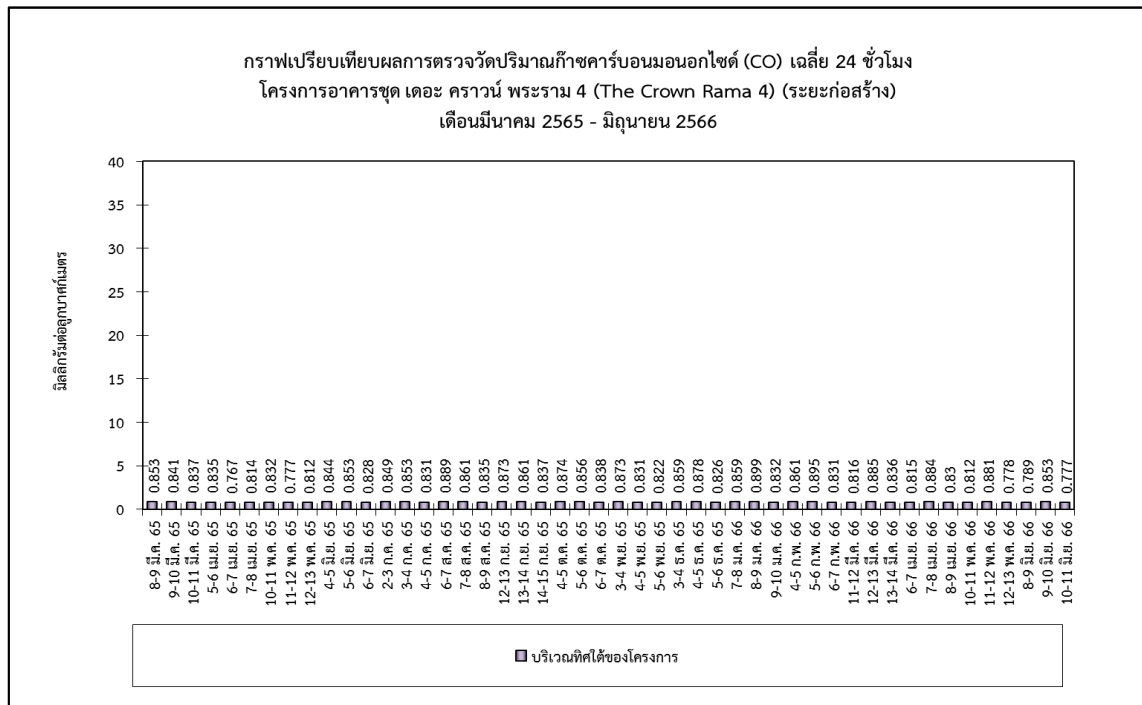 กราฟเปรียบเทียบผลการตรวจวัดปริมาณก๊าซคาร์บอนมอนอกไซด์ (CO) เฉลี่ย 24 ชั่วโมง
โครงการอาคารชุด เดอะ คราวน์ พระราม 4 (The Crown Rama 4) (ระยะก่อสร้าง)
เดือนมีนาคม 2565 - มิถุนายน 2566
มิลลิกรัมต่อลูกบาศก์เมตร
40
35
30
25
20
15
10
5
0
0.853
0.841
0.837
0.835
0.767
0.814
0.832
0.777
0.812
0.844
0.853
0.828
0.849
0.853
0.831
0.889
0.861
0.835
0.873
0.861
0.837
0.874
0.856
0.838
0.873
0.831
0.822
0.859
0.878
0.826
0.859
0.899
0.832
0.861
0.895
0.831
0.816
0.885
0.836
0.815
0.884
0.83
0.812
0.881
0.778
0.789
0.853
0.777
8-9 มี.ค. 65
9-10 มี.ค. 65
10-11 มี.ค. 65
5-6 เม.ย. 65
6-7 เม.ย. 65
7-8 เม.ย. 65
10-11 พ.ค. 65
11-12 พ.ค. 65
12-13 พ.ค. 65
4-5 มิ.ย. 65
5-6 มิ.ย. 65
6-7 มิ.ย. 65
2-3 ก.ค. 65
3-4 ก.ค. 65
4-5 ก.ค. 65
6-7 ส.ค. 65
7-8 ส.ค. 65
8-9 ส.ค. 65
12-13 ก.ย. 65
13-14 ก.ย. 65
14-15 ก.ย. 65
4-5 ต.ค. 65
5-6 ต.ค. 65
6-7 ต.ค. 65
3-4 พ.ย. 65
4-5 พ.ย. 65
5-6 พ.ย. 65
3-4 ธ.ค. 65
4-5 ธ.ค. 65
5-6 ธ.ค. 65
7-8 ม.ค. 66
8-9 ม.ค. 66
9-10 ม.ค. 66
4-5 ก.พ. 66
5-6 ก.พ. 66
6-7 ก.พ. 66
11-12 มี.ค. 66
12-13 มี.ค. 66
13-14 มี.ค. 66
6-7 เม.ย. 66
7-8 เม.ย. 66
8-9 เม.ย. 66
10-11 พ.ค. 66
11-12 พ.ค. 66
12-13 พ.ค. 66
8-9 มิ.ย. 66
9-10 มิ.ย. 66
10-11 มิ.ย. 66
บริเวณทิศใต้ของโครงการ